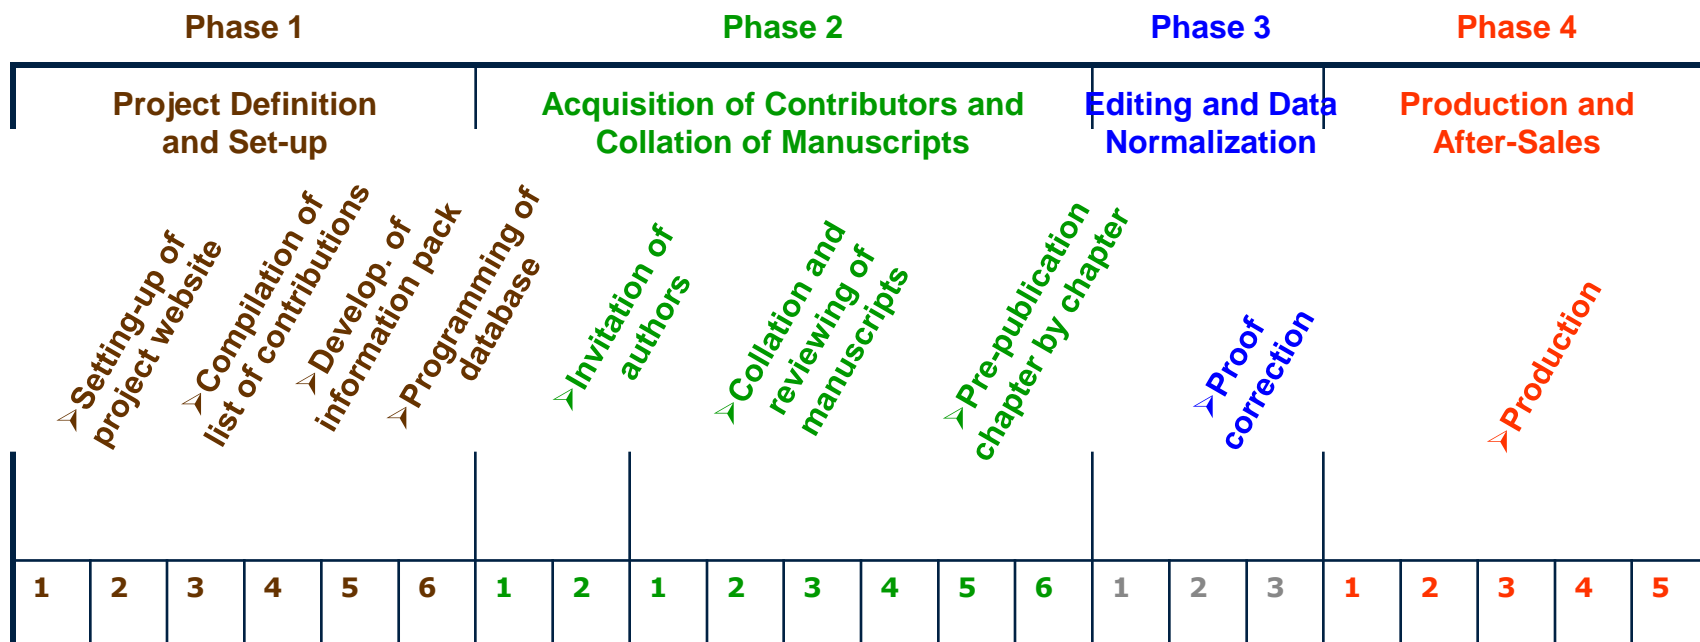 Phase 1
Phase 2
Phase 3
Phase 4
Project Definition
and Set-up
Acquisition of Contributors and
Collation of Manuscripts
Editing and Data
Normalization
Production and
After-Sales
Setting-up of
project website
Compilation of
list of contributions
Develop. of
information pack
Programming of
database
Invitation of
authors
Collation and
reviewing of
manuscripts
Pre-publication
chapter by chapter
Proof
correction
Production
1 2 3 4 5 6 1 2 1 2 3 4 5 6 1 2 3 1 2 3 4 5